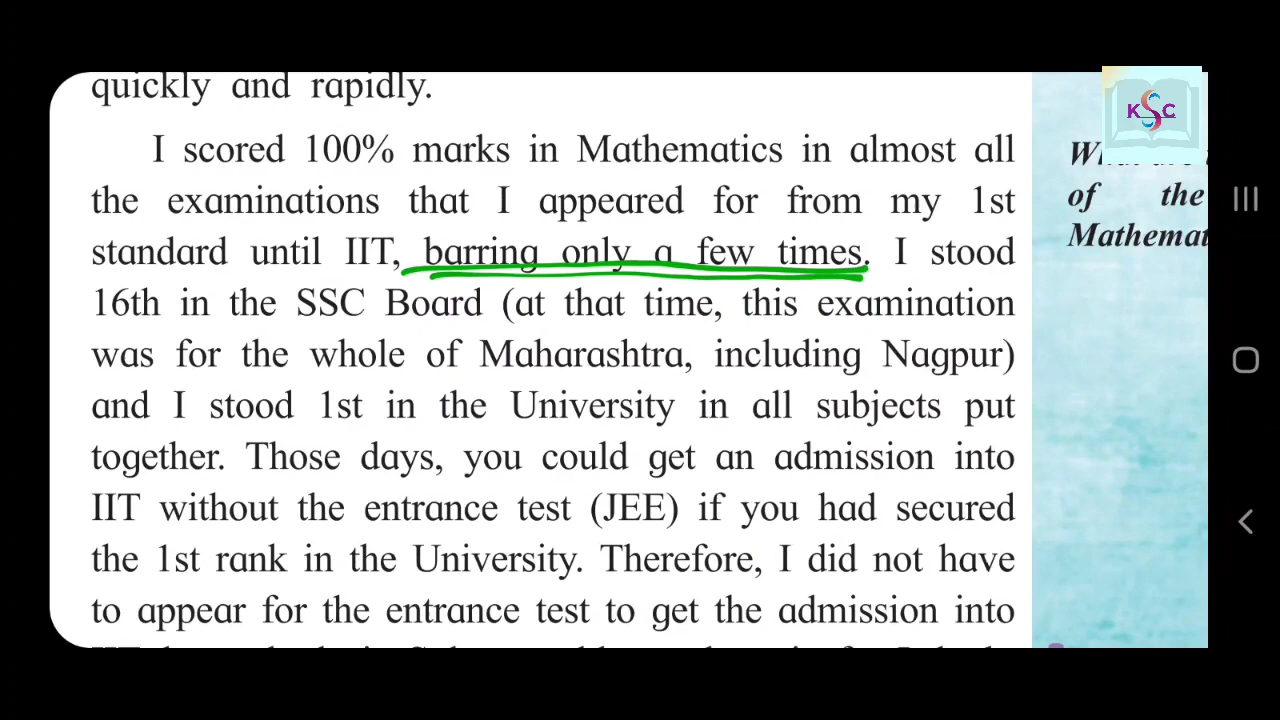 quickly and rapidly.
I scored 100% marks in Mathematics in almost all
the examinations that I appeared for from my 1st
standard until IIT, barring only a few times. I stood
16th in the SSC Board (at that time, this examination
was for the whole of Maharashtra, including Nagpur)
and I stood 1st in the University in all subjects put
together. Those days, you could get an admission into
IIT without the entrance test (JEE) if you had secured
the 1st rank in the University. Therefore, I did not have
to appear for the entrance test to get the admission into
KSC
of the